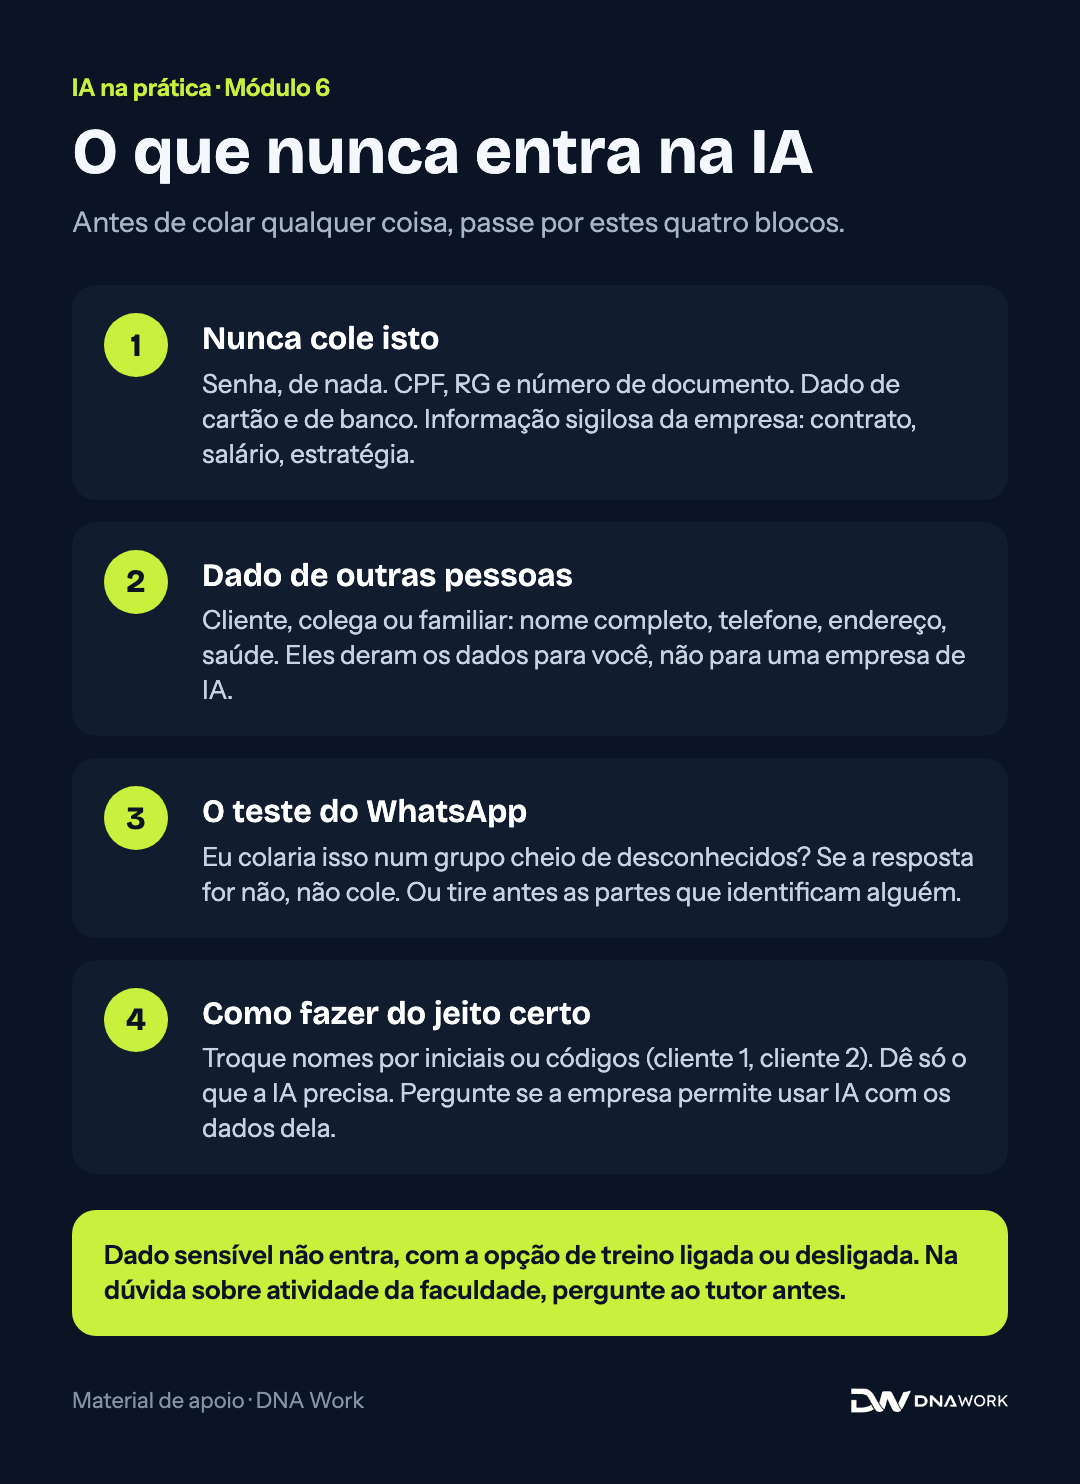 IA na prática · Módulo 6
O que nunca entra na IA
Antes de colar qualquer coisa, passe por estes quatro blocos.
1
Nunca cole isto
Senha, de nada. CPF, RG e número de documento. Dado de
cartão e de banco. Informação sigilosa da empresa: contrato,
salário, estratégia.
2
Dado de outras pessoas
Cliente, colega ou familiar: nome completo, telefone, endereço,
saúde. Eles deram os dados para você, não para uma empresa de
IA.
3
O teste do WhatsApp
Eu colaria isso num grupo cheio de desconhecidos? Se a resposta
for não, não cole. Ou tire antes as partes que identificam alguém.
4
Como fazer do jeito certo
Troque nomes por iniciais ou códigos (cliente 1, cliente 2). Dê só o
que a IA precisa. Pergunte se a empresa permite usar IA com os
dados dela.
Dado sensível não entra, com a opção de treino ligada ou desligada. Na
dúvida sobre atividade da faculdade, pergunte ao tutor antes.
Material de apoio · DNA Work
DW DNAWORK